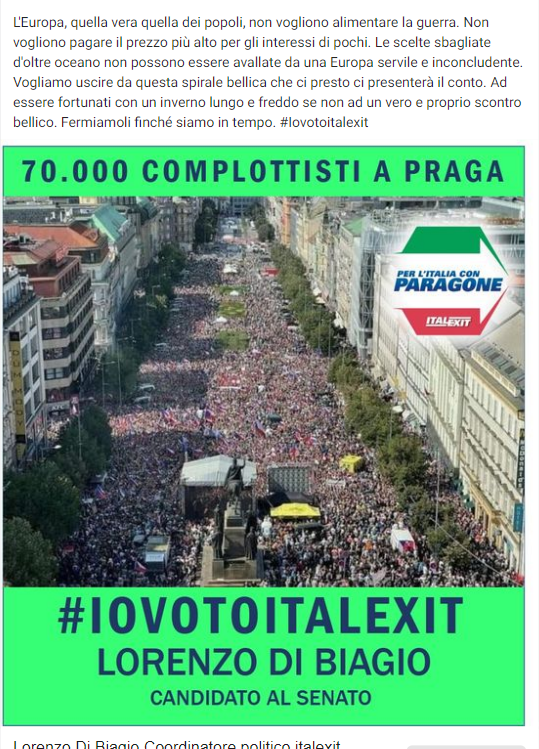 L'Europa, quella vera quella dei popoli, non vogliono alimentare la guerra. Non
vogliono pagare il prezzo più alto per gli interessi di pochi. Le scelte sbagliate
d'oltre oceano non possono essere avallate da una Europa servile e inconcludente.
Vogliamo uscire da questa spirale bellica che ci presto ci presenterà il conto. Ad
essere fortunati con un inverno lungo e freddo se non ad un vero e proprio scontro
bellico. Fermiamoli finché siamo in tempo. #Iovotoitalexit
70.000 COMPLOTTISTI A PRAGA
PER L'ITALIA CON
PARAGONE
ITALEXIT
#IOVOTOITALEXIT
LORENZO DI BIAGIO
CANDIDATO AL SENATO
Lorenzo Di Biagio Coordinatore politico italexit